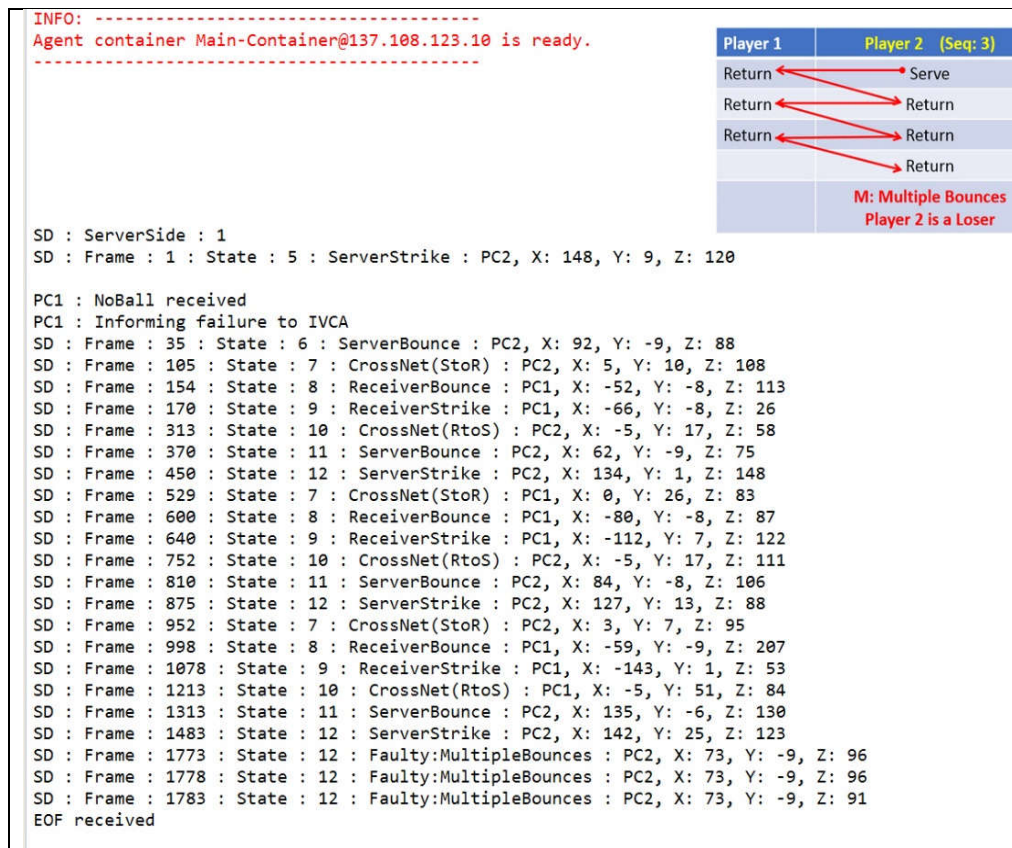 INFO: --------------------------------------
Agent container Main-Container@137.108.123.10 is ready.
--------------------------------------------
Player 1 Player 2 (Seq: 3)
Return Serve
Return Return
Return Return
Return
M: Multiple Bounces
Player 2 is a Loser
SD : ServerSide : 1
SD : Frame : 1 : State : 5 : ServerStrike : PC2, X: 148, Y: 9, Z: 120
PC1 : NoBall received
PC1 : Informing failure to IVCA
SD : Frame : 35 : State : 6 : ServerBounce : PC2, X: 92, Y: -9, Z: 88
SD : Frame : 105 : State : 7 : CrossNet(StoR) : PC2, X: 5, Y: 10, Z: 108
SD : Frame : 154 : State : 8 : ReceiverBounce : PC1, X: -52, Y: -8, Z: 113
SD : Frame : 170 : State : 9 : ReceiverStrike : PC1, X: -66, Y: -8, Z: 26
SD : Frame : 313 : State : 10 : CrossNet(RtoS) : PC2, X: -5, Y: 17, Z: 58
SD : Frame : 370 : State : 11 : ServerBounce : PC2, X: 62, Y: -9, Z: 75
SD : Frame : 450 : State : 12 : ServerStrike : PC2, X: 134, Y: 1, Z: 148
SD : Frame : 529 : State : 7 : CrossNet(StoR) : PC1, X: 0, Y: 26, Z: 83
SD : Frame : 600 : State : 8 : ReceiverBounce : PC1, X: -80, Y: -8, Z: 87
SD : Frame : 640 : State : 9 : ReceiverStrike : PC1, X: -112, Y: 7, Z: 122
SD : Frame : 752 : State : 10 : CrossNet(RtoS) : PC2, X: -5, Y: 17, Z: 111
SD : Frame : 810 : State : 11 : ServerBounce : PC2, X: 84, Y: -8, Z: 106
SD : Frame : 875 : State : 12 : ServerStrike : PC2, X: 127, Y: 13, Z: 88
SD : Frame : 952 : State : 7 : CrossNet(StoR) : PC2, X: 3, Y: 7, Z: 95
SD : Frame : 998 : State : 8 : ReceiverBounce : PC1, X: -59, Y: -9, Z: 207
SD : Frame : 1078 : State : 9 : ReceiverStrike : PC1, X: -143, Y: 1, Z: 53
SD : Frame : 1213 : State : 10 : CrossNet(RtoS) : PC1, X: -5, Y: 51, Z: 84
SD : Frame : 1313 : State : 11 : ServerBounce : PC2, X: 135, Y: -6, Z: 130
SD : Frame : 1483 : State : 12 : ServerStrike : PC2, X: 142, Y: 25, Z: 123
SD : Frame : 1773 : State : 12 : Faulty:MultipleBounces : PC2, X: 73, Y: -9, Z: 96
SD : Frame : 1778 : State : 12 : Faulty:MultipleBounces : PC2, X: 73, Y: -9, Z: 96
SD : Frame : 1783 : State : 12 : Faulty:MultipleBounces : PC2, X: 73, Y: -9, Z: 91
EOF received